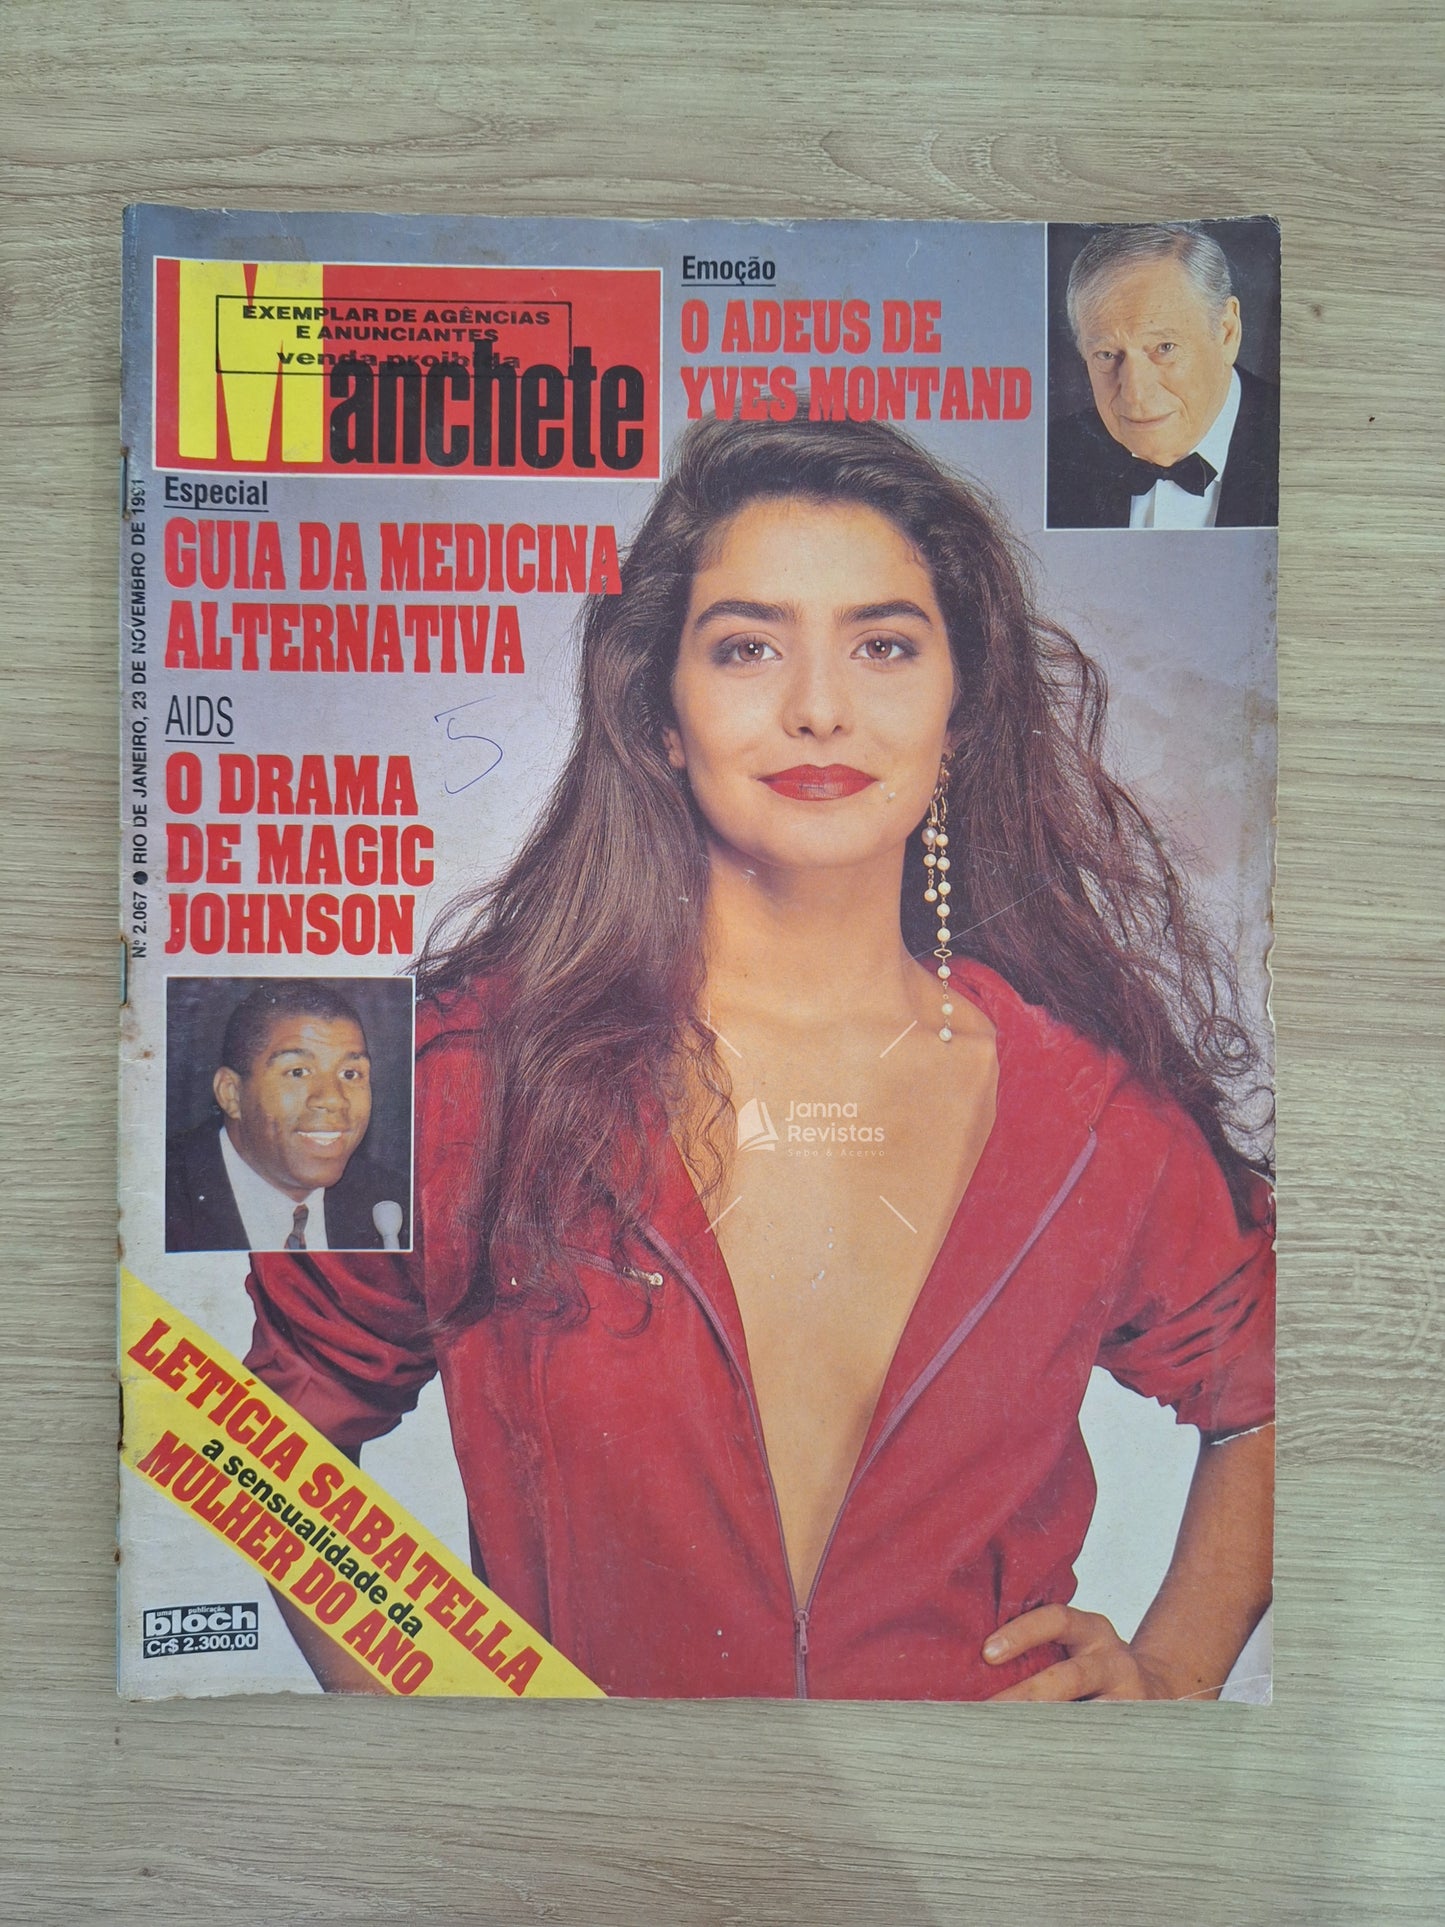 Manchete
EXEMPLAR DE AGÊNCIAS
E ANUNCIANTES
venda proibida
Emoção
O ADEUS DE
YVES MONTAND
Especial
GUIA DA MEDICINA
ALTERNATIVA
AIDS
O DRAMA
DE MAGIC
JOHNSON
5
Nº 2.067 ● RIO DE JANEIRO, 23 DE NOVEMBRO DE 1991
Janna
Revistas
Sebo & Acervo
LETÍCIA SABATELLA
a sensualidade da
MULHER DO ANO
uma publicação
bloch
Cr$ 2.300,00